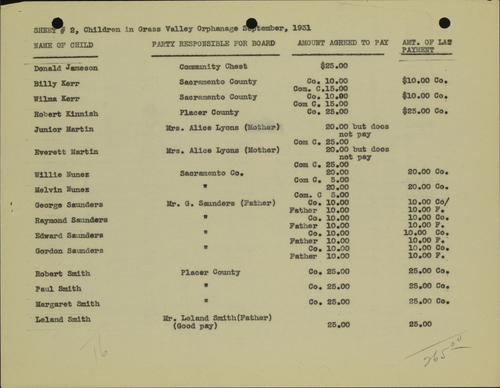 SHEET # 2, Children in Grass Valley Orphanage September, 1931
NAME OF CHILD PARTY RESPONSIBLE FOR BOARD AMOUNT AGREED TO PAY AMT. OF LAS
PAYMENT
Donald Jameson Community Chest $25.00
Billy Kerr Sacramento County Co. 10.00 $10.00 Co.
Com. C.15.00
Wilma Kerr Sacramento County Co. 10.00 $10.00 Co.
Com C. 15.00
Robert Kinnish Placer County Co. 25.00 $25.00 Co.
Junior Martin Mrs. Alice Lyons (Mother) 20.00 but does
not pay
Com C. 25.00
Everett Martin Mrs. Alice Lyons (Mother) 20.00 but does
not pay
Com C. 25.00
Willie Nunez Sacramento Co. 20.00 20.00 Co.
Com C. 5.00
Melvin Nunez " 20.00 20.00 Co.
Com. C 5.00
George Saunders Mr. G. Saunders (Father) Co. 10.00 10.00 Co/
Father 10.00 10.00 F.
Raymond Saunders " Co. 10.00 10.00 Co.
Father 10.00 10.00 F.
Edward Saunders " Co. 10.00 10.00 Co.
Father 10.00 10.00 F.
Gordon Saunders " Co. 10.00 10.00 Co.
Father 10.00 10.00 F.
Robert Smith Placer County Co. 25.00 25.00 Co.
Paul Smith " Co. 25.00 25.00 Co.
Margaret Smith " Co. 25.00 25.00 Co.
Leland Smith Mr. Leland Smith(Father)
(Good pay) 25.00 25.00
16
265.00